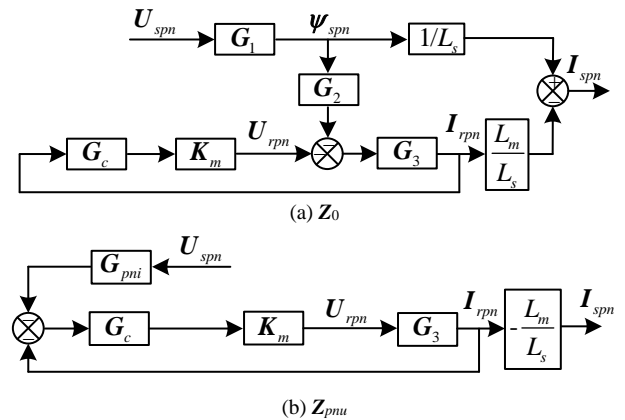 U_spn
G_1
ψ_spn
1/L_s
I_spn
G_2
G_c
K_m
U_rpn
G_3
I_rpn
L_m
L_s
(a) Z_0
G_pni
U_spn
G_c
K_m
U_rpn
G_3
I_rpn
- L_m
L_s
I_spn
(b) Z_pnu